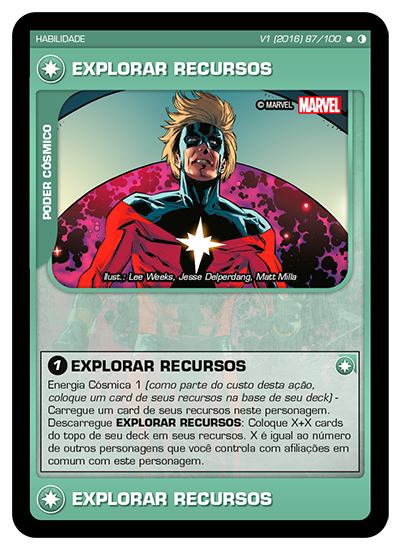 HABILIDADE
V1 (2016) 87/100
EXPLORAR RECURSOS
© MARVEL MARVEL
PODER CÓSMICO
Ilust.: Lee Weeks, Jesse Delperdang, Matt Milla
1 EXPLORAR RECURSOS
Energia Cósmica 1 (como parte do custo desta ação,
coloque um card de seus recursos na base de seu deck) -
Carregue um card de seus recursos neste personagem.
Descarregue EXPLORAR RECURSOS: Coloque X+X cards
do topo de seu deck em seus recursos. X é igual ao número
de outros personagens que você controla com afiliações em
comum com este personagem.
EXPLORAR RECURSOS